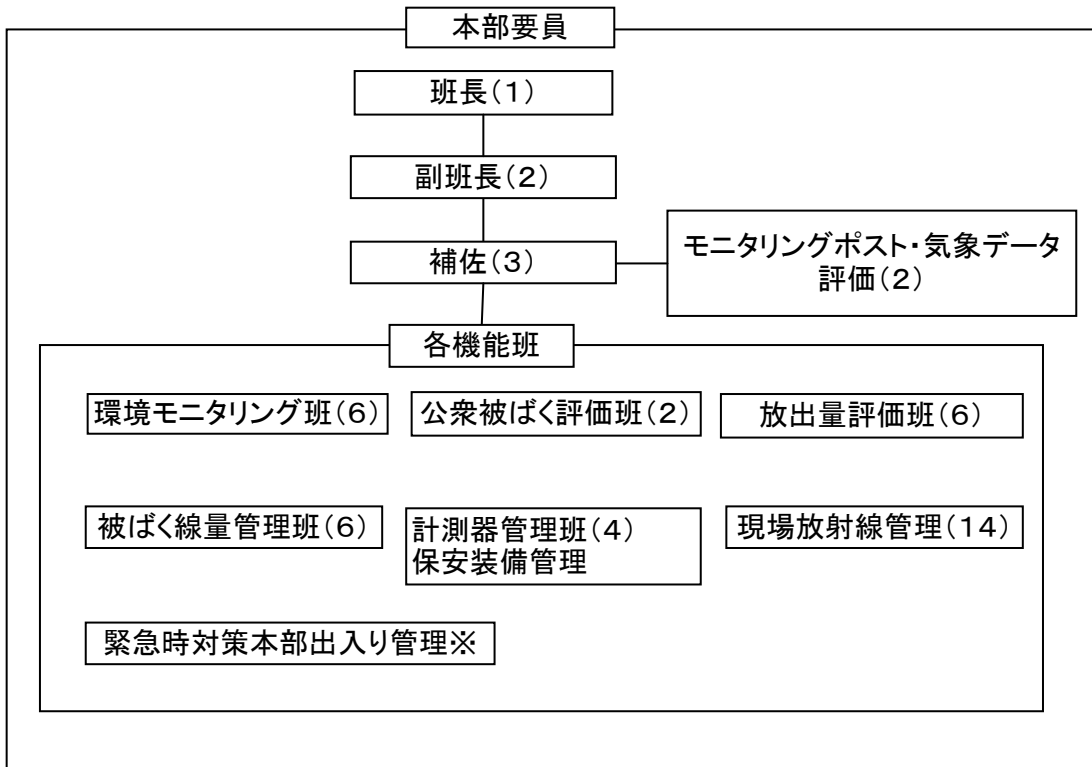 本部要員
班長(1)
副班長(2)
補佐(3)
モニタリングポスト・気象データ
評価(2)
各機能班
環境モニタリング班(6)
公衆被ばく評価班(2)
放出量評価班(6)
被ばく線量管理班(6)
計測器管理班(4)
保安装備管理
現場放射線管理(14)
緊急時対策本部出入り管理※